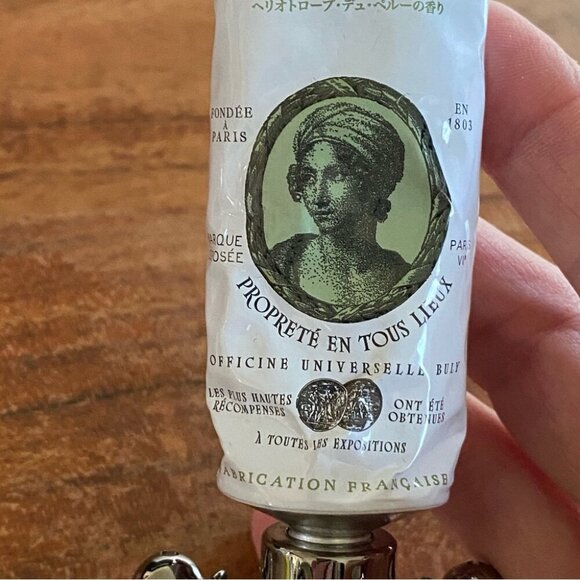 ヘリオトロープ・デュ・ペルーの香り
FONDÉE
À
PARIS
EN
1803
MARQUE
DÉPOSÉE
PARIS
VIᵉ
PROPRETÉ EN TOUS LIEUX
OFFICINE UNIVERSELLE BULY
LES PLUS HAUTES
RÉCOMPENSES
ONT ÉTÉ
OBTENUES
À TOUTES LES EXPOSITIONS
FABRICATION FRANÇAISE